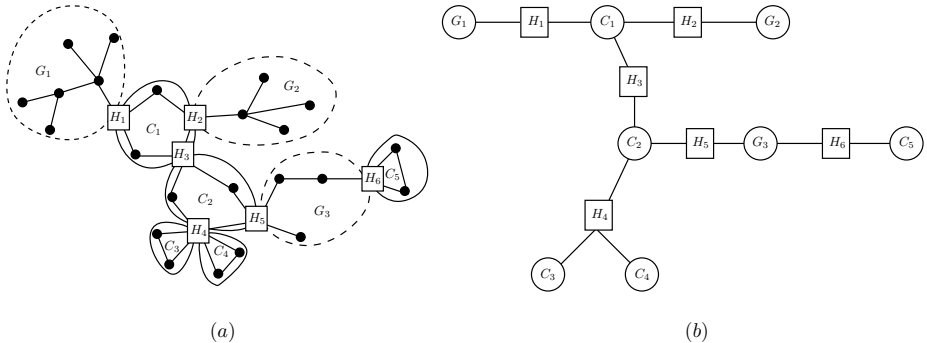 G₁
G₂
H₁
H₂
C₁
H₃
H₆
C₅
C₂
G₃
H₅
H₄
C₃
C₄
(a)
G₁
H₁
C₁
H₂
G₂
H₃
C₂
H₅
G₃
H₆
C₅
H₄
C₃
C₄
(b)